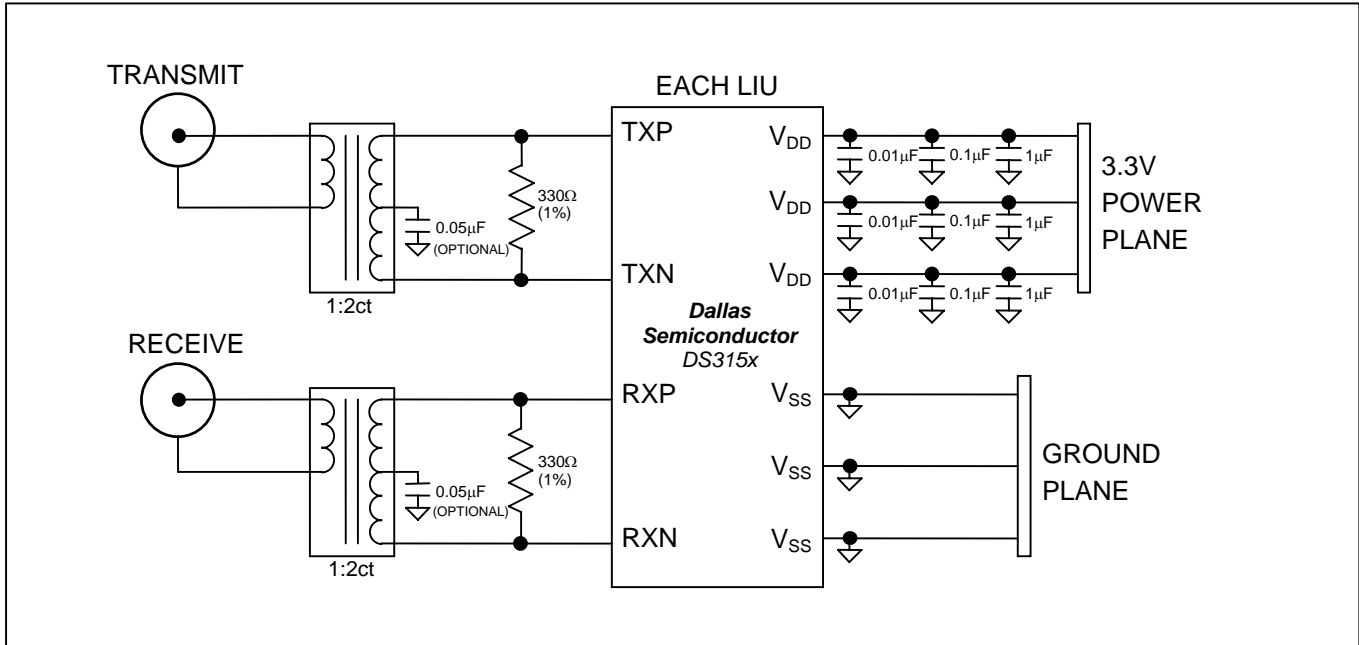 TRANSMIT
EACH LIU
TXP
330Ω
(1%)
0.05μF
(OPTIONAL)
TXN
1:2ct
VDD
0.01μF
0.1μF
1μF
VDD
0.01μF
0.1μF
1μF
VDD
0.01μF
0.1μF
1μF
3.3V
POWER
PLANE
Dallas
Semiconductor
DS315x
RECEIVE
RXP
330Ω
(1%)
0.05μF
(OPTIONAL)
RXN
1:2ct
VSS
VSS
VSS
GROUND
PLANE